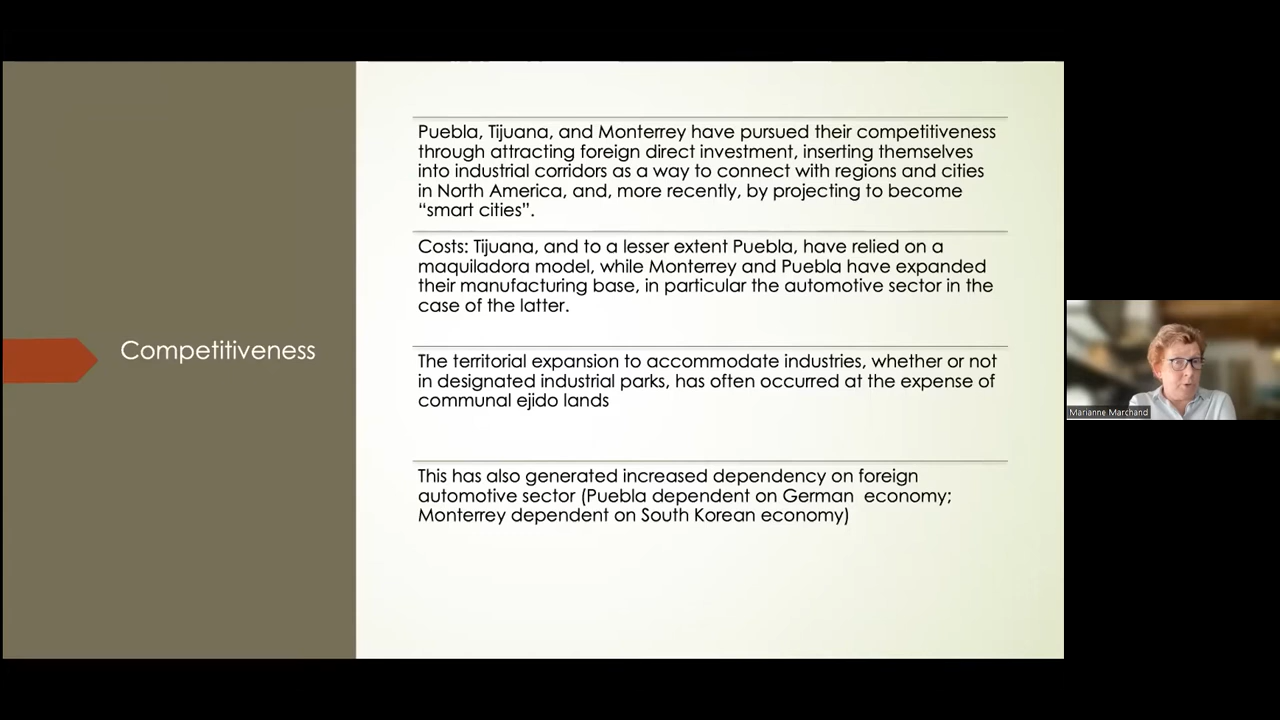 Competitiveness
Puebla, Tijuana, and Monterrey have pursued their competitiveness
through attracting foreign direct investment, inserting themselves
into industrial corridors as a way to connect with regions and cities
in North America, and, more recently, by projecting to become
“smart cities”.
Costs: Tijuana, and to a lesser extent Puebla, have relied on a
maquiladora model, while Monterrey and Puebla have expanded
their manufacturing base, in particular the automotive sector in the
case of the latter.
The territorial expansion to accommodate industries, whether or not
in designated industrial parks, has often occurred at the expense of
communal ejido lands
This has also generated increased dependency on foreign
automotive sector (Puebla dependent on German  economy;
Monterrey dependent on South Korean economy)
Marianne Marchand